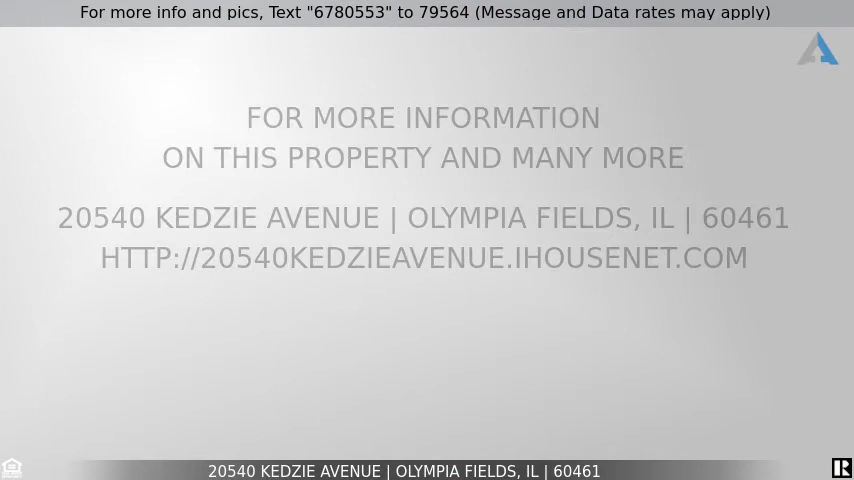 For more info and pics, Text "6780553" to 79564 (Message and Data rates may apply)
FOR MORE INFORMATION
ON THIS PROPERTY AND MANY MORE
20540 KEDZIE AVENUE | OLYMPIA FIELDS, IL | 60461
HTTP://20540KEDZIEAVENUE.IHOUSENET.COM
20540 KEDZIE AVENUE | OLYMPIA FIELDS, IL | 60461